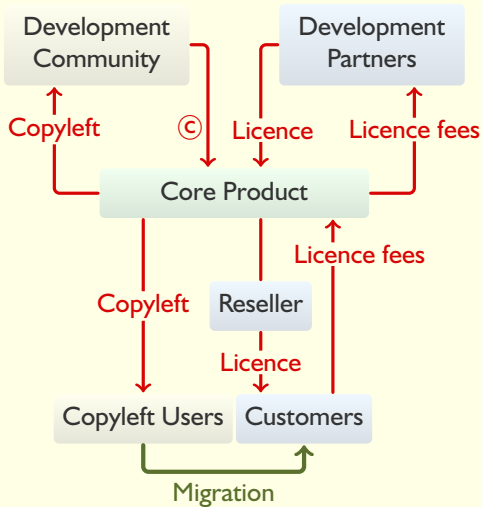 Development
Community
Development
Partners
Copyleft
©
Licence
Licence fees
Core Product
Licence fees
Copyleft
Reseller
Licence
Copyleft Users
Customers
Migration